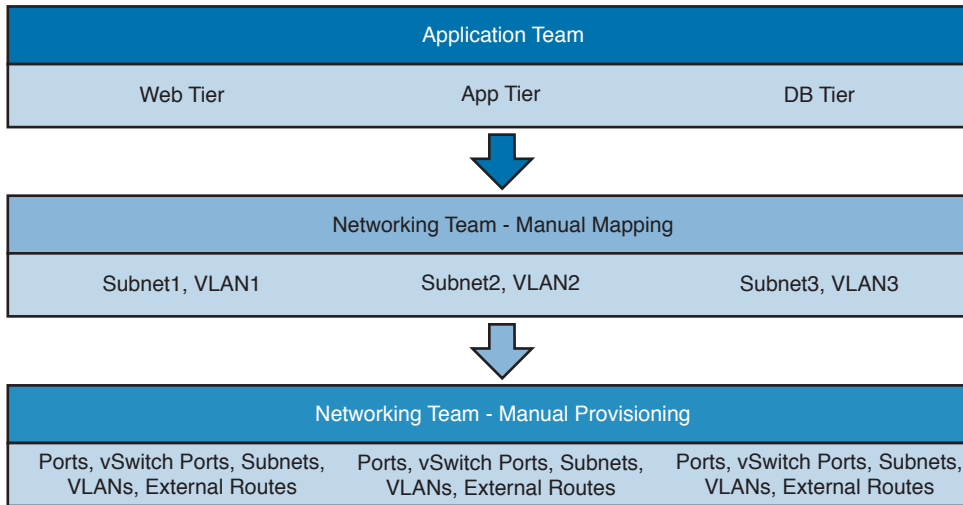 Application Team
Web Tier
App Tier
DB Tier
Networking Team - Manual Mapping
Subnet1, VLAN1
Subnet2, VLAN2
Subnet3, VLAN3
Networking Team - Manual Provisioning
Ports, vSwitch Ports, Subnets,
VLANs, External Routes
Ports, vSwitch Ports, Subnets,
VLANs, External Routes
Ports, vSwitch Ports, Subnets,
VLANs, External Routes